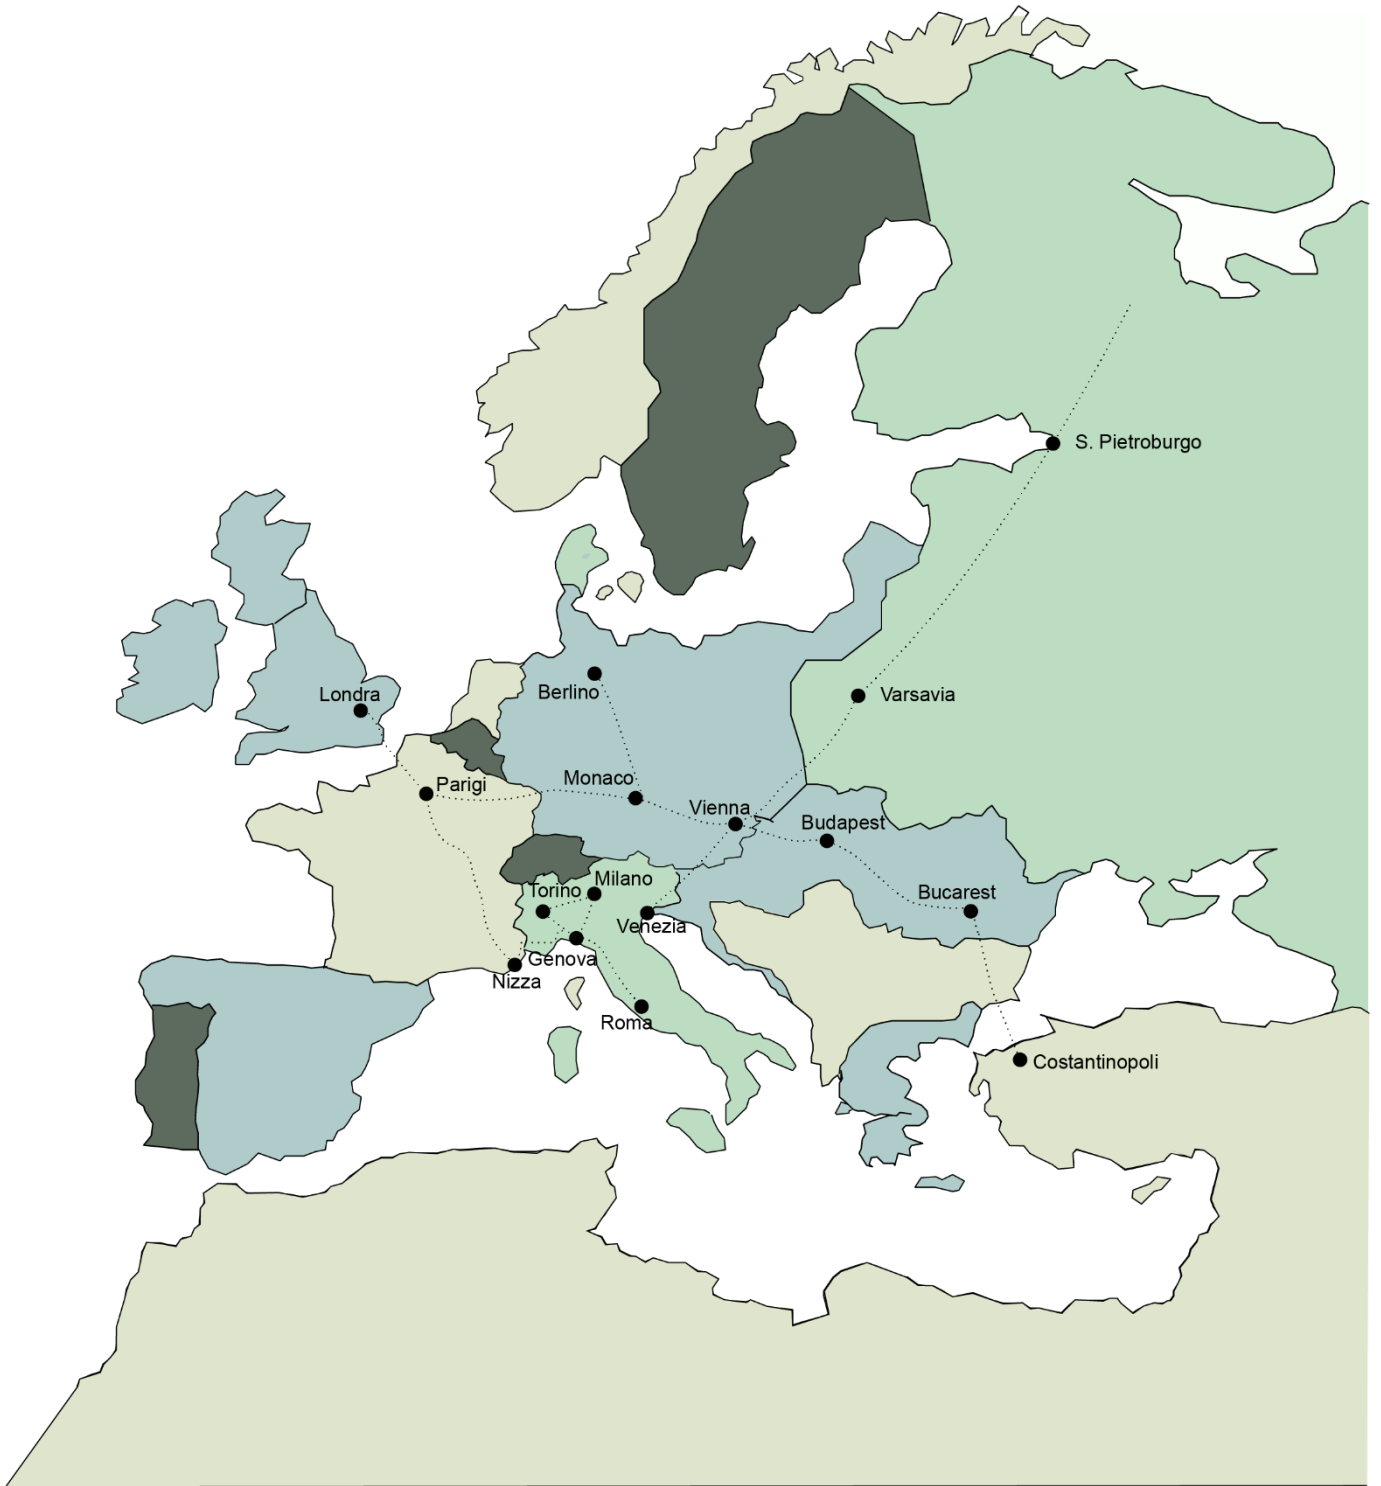 S. Pietroburgo
Londra
Berlino
Varsavia
Parigi
Monaco
Vienna
Budapest
Torino
Milano
Bucarest
Venezia
Genova
Nizza
Roma
Costantinopoli